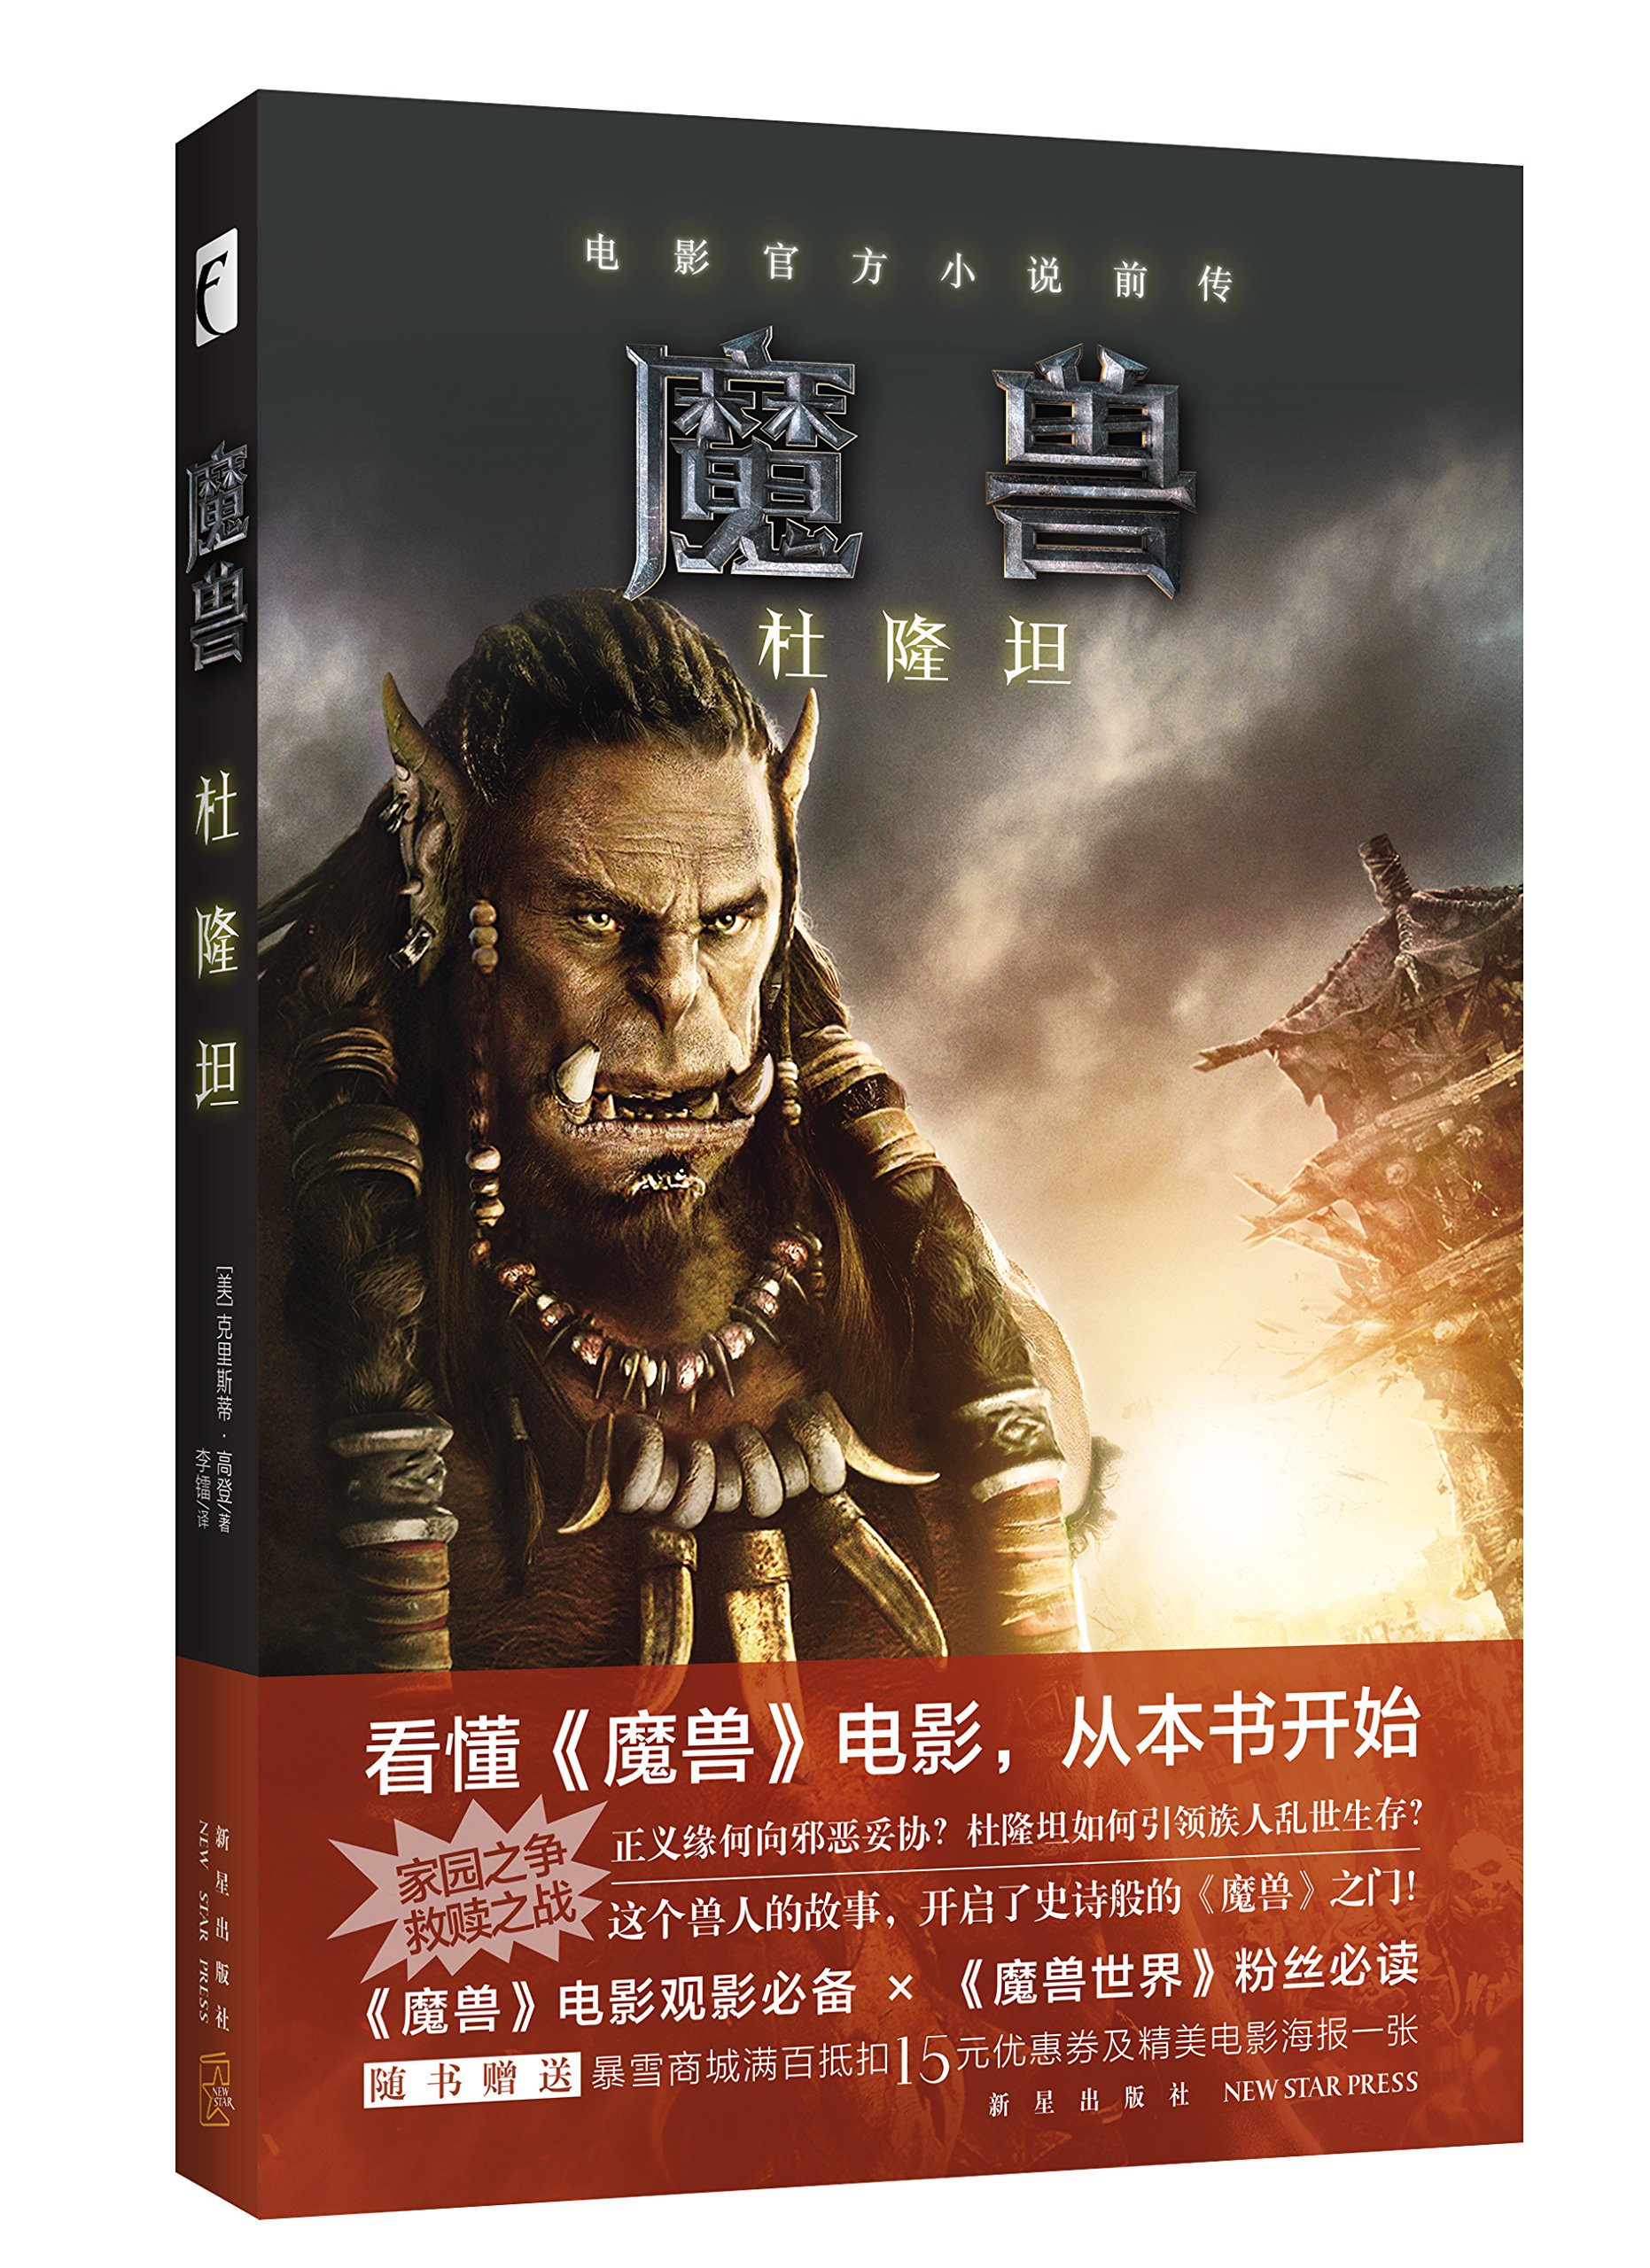 电影官方小说前传
魔兽
杜隆坦
看懂《魔兽》电影，从本书开始
家园之争
救赎之战
正义缘何向邪恶妥协？杜隆坦如何引领族人乱世生存？
这个兽人的故事，开启了史诗般的《魔兽》之门！
《魔兽》电影观影必备 × 《魔兽世界》粉丝必读
随书赠送 暴雪商城满百抵扣15元优惠券及精美电影海报一张
新星出版社 NEW STAR PRESS
魔兽
杜隆坦
[美]克里斯蒂·高登/著
李镭/译
新星出版社
NEW STAR PRESS
NEW STAR